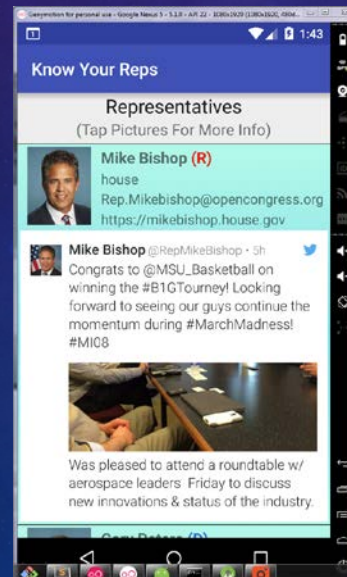 Genymotion for personal use - Google Nexus 5 - 5.1.0 - API 22 - 1080x1920 (1080x1920, 480d...
1:43
Know Your Reps
Representatives
(Tap Pictures For More Info)
Mike Bishop (R)
house
Rep.Mikebishop@opencongress.org
https://mikebishop.house.gov
Mike Bishop @RepMikeBishop • 5h
Congrats to @MSU_Basketball on
winning the #B1GTourney! Looking
forward to seeing our guys continue the
momentum during #MarchMadness!
#MI08
Was pleased to attend a roundtable w/
aerospace leaders Friday to discuss
new innovations & status of the industry.